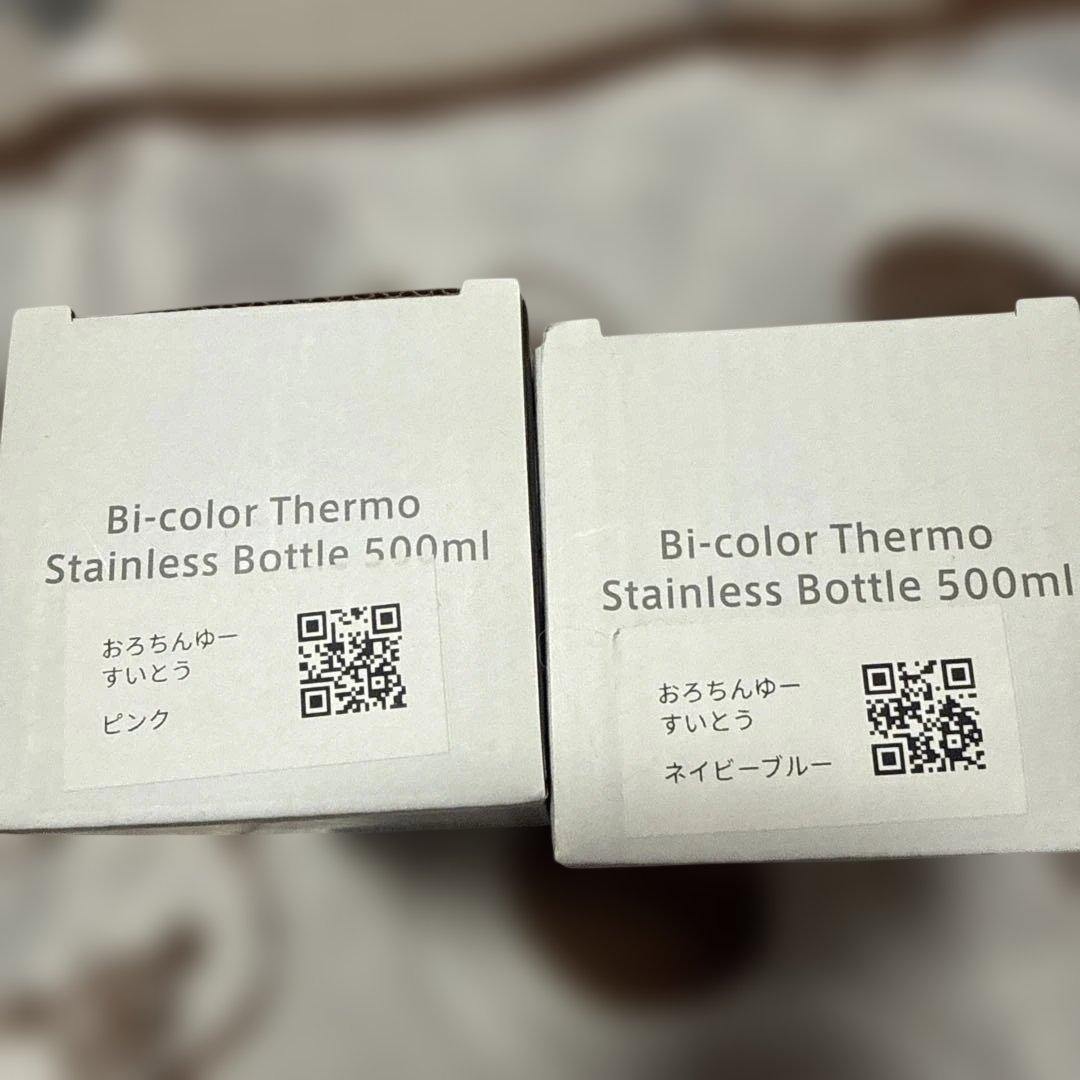 Bi-color Thermo
Stainless Bottle 500ml
おろちんゆー
すいとう
ピンク
Bi-color Thermo
Stainless Bottle 500ml
おろちんゆー
すいとう
ネイビーブルー